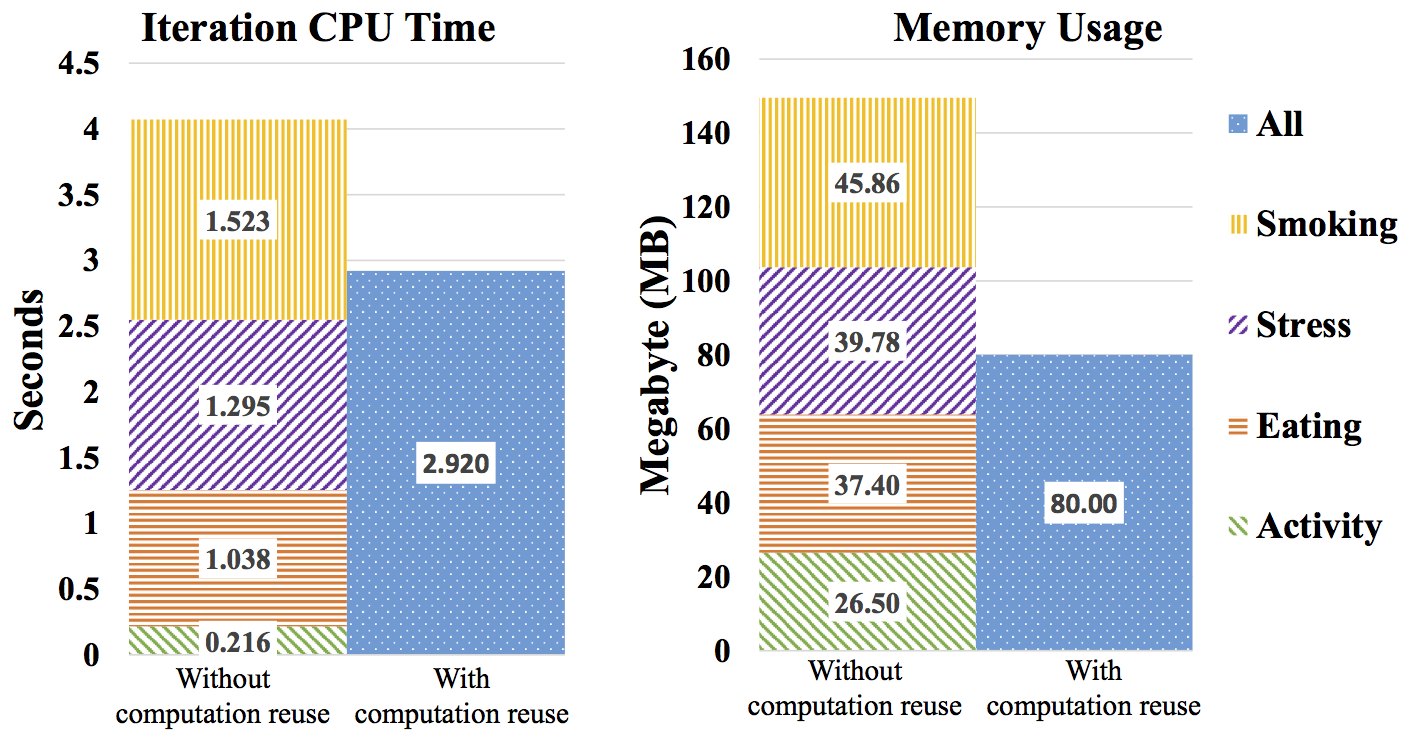 Iteration CPU Time
4.5
4
3.5
3
2.5
2
1.5
1
0.5
0
Seconds
1.523
1.295
1.038
0.216
2.920
Without
computation reuse
With
computation reuse
Memory Usage
160
140
120
100
80
60
40
20
0
Megabyte (MB)
45.86
39.78
37.40
26.50
80.00
Without
computation reuse
With
computation reuse
All
Smoking
Stress
Eating
Activity